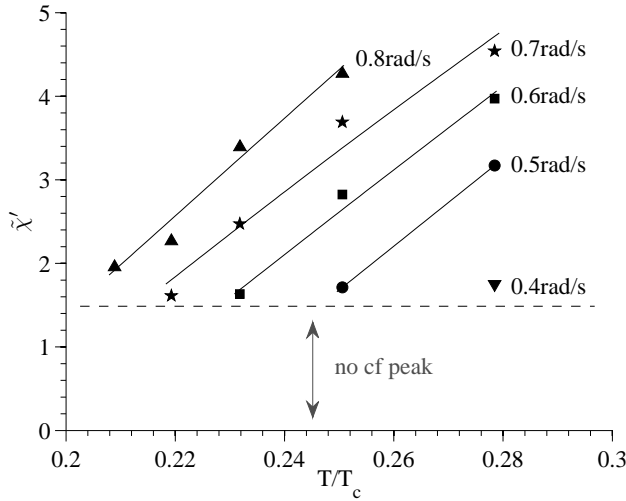 5
4
3
2
1
0
χ̃′
0.8rad/s
0.7rad/s
0.6rad/s
0.5rad/s
0.4rad/s
no cf peak
0.2 0.22 0.24 0.26 0.28 0.3
T/T_c